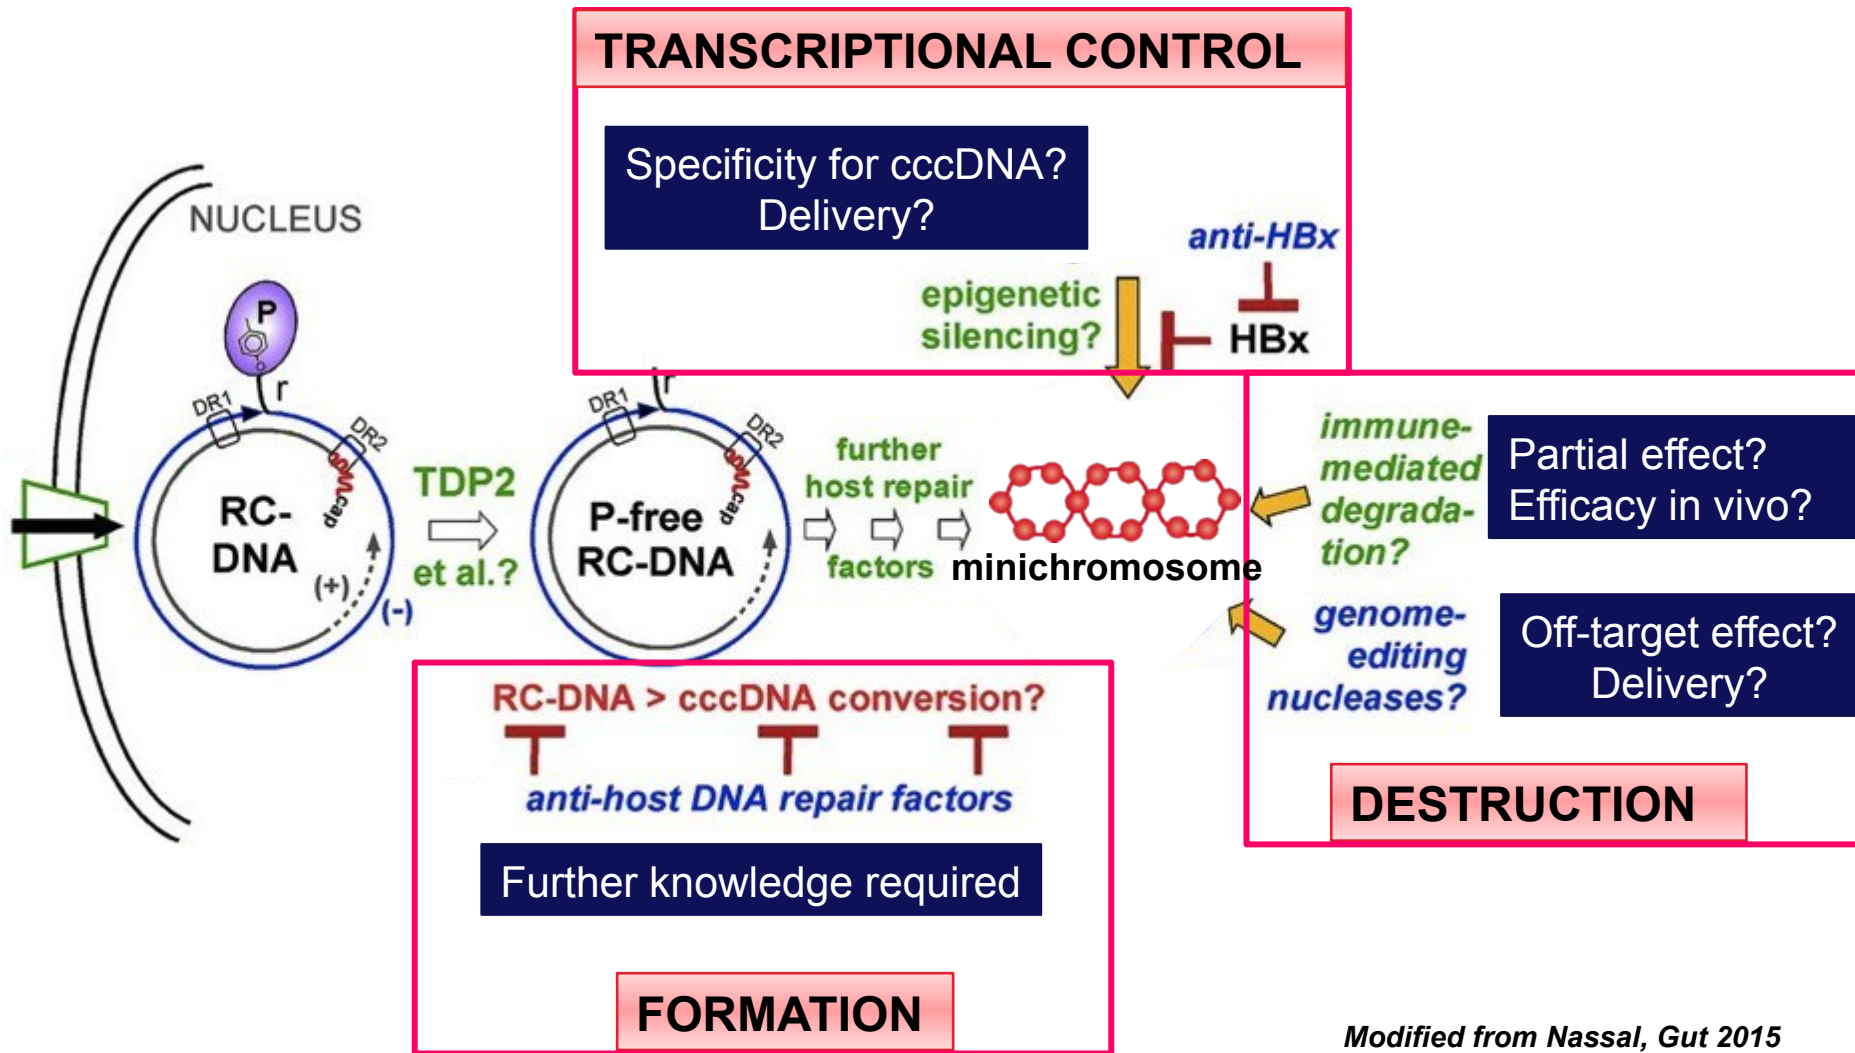 TRANSCRIPTIONAL CONTROL
Specificity for cccDNA?
Delivery?
anti-HBx
epigenetic
silencing?
HBx
NUCLEUS
P
r
DR1
DR2
cap
RC-
DNA
(+)
(-)
TDP2
et al.?
r
DR1
DR2
cap
P-free
RC-DNA
further
host repair
factors
minichromosome
immune-
mediated
degrada-
tion?
Partial effect?
Efficacy in vivo?
genome-
editing
nucleases?
Off-target effect?
Delivery?
DESTRUCTION
RC-DNA > cccDNA conversion?
anti-host DNA repair factors
Further knowledge required
FORMATION
Modified from Nassal, Gut 2015